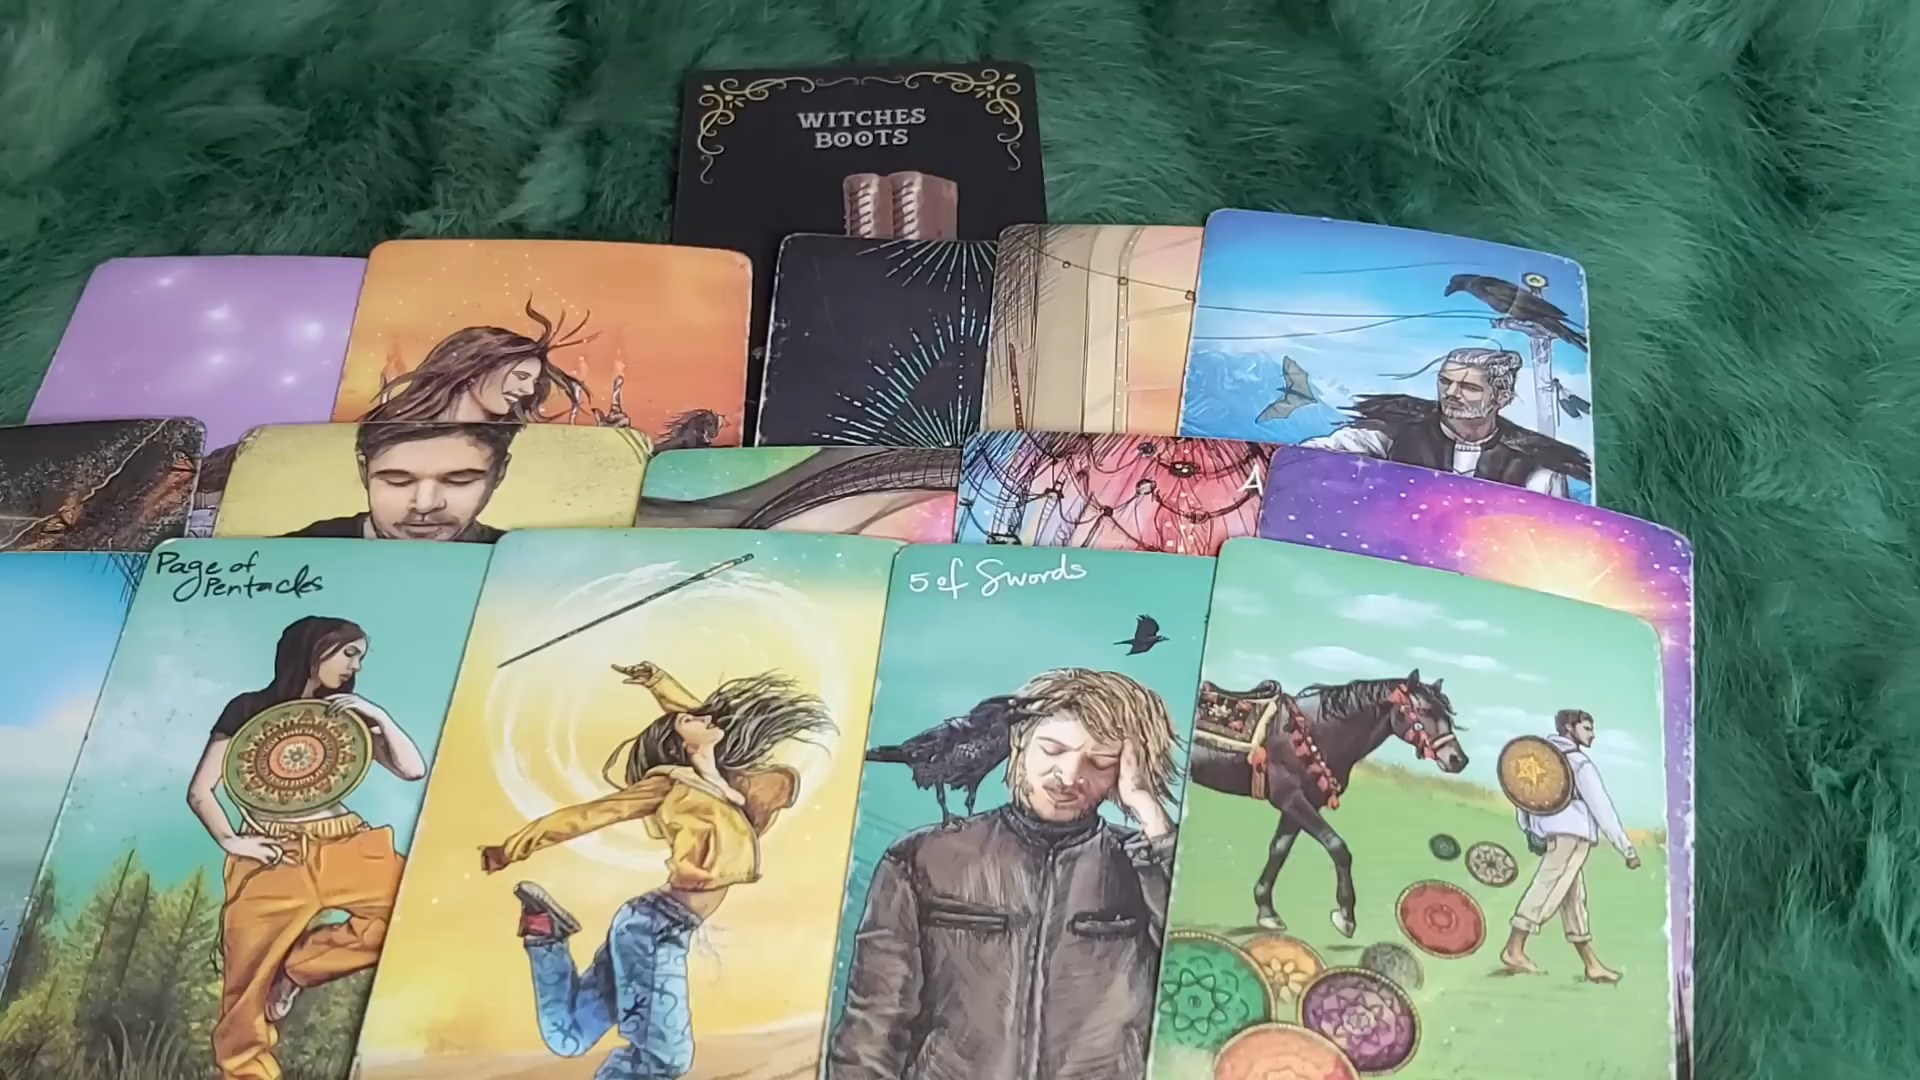 WITCHES
BOOTS
A
Page of
Pentacles
5 of Swords